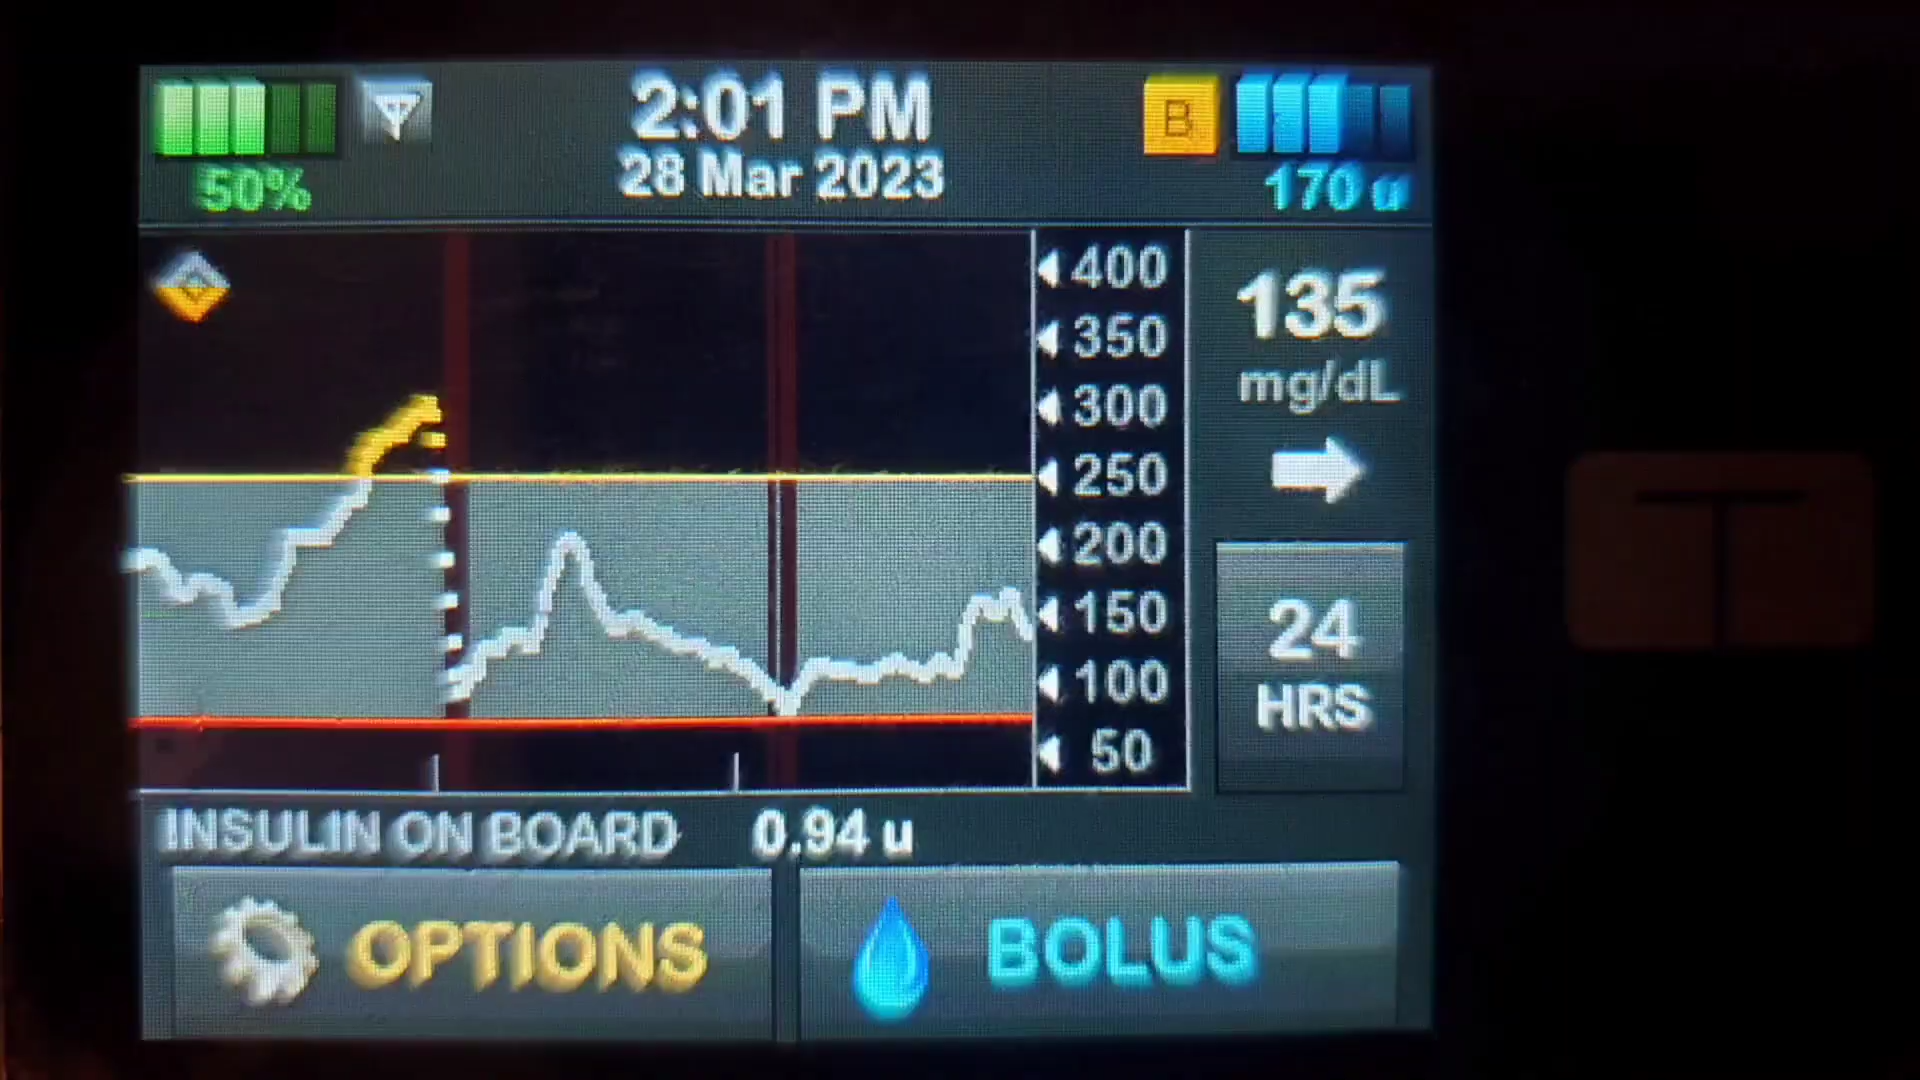 2:01 PM
28 Mar 2023
50%
B
170 u
400
350
300
250
200
150
100
50
135
mg/dL
24
HRS
INSULIN ON BOARD 0.94 u
OPTIONS
BOLUS